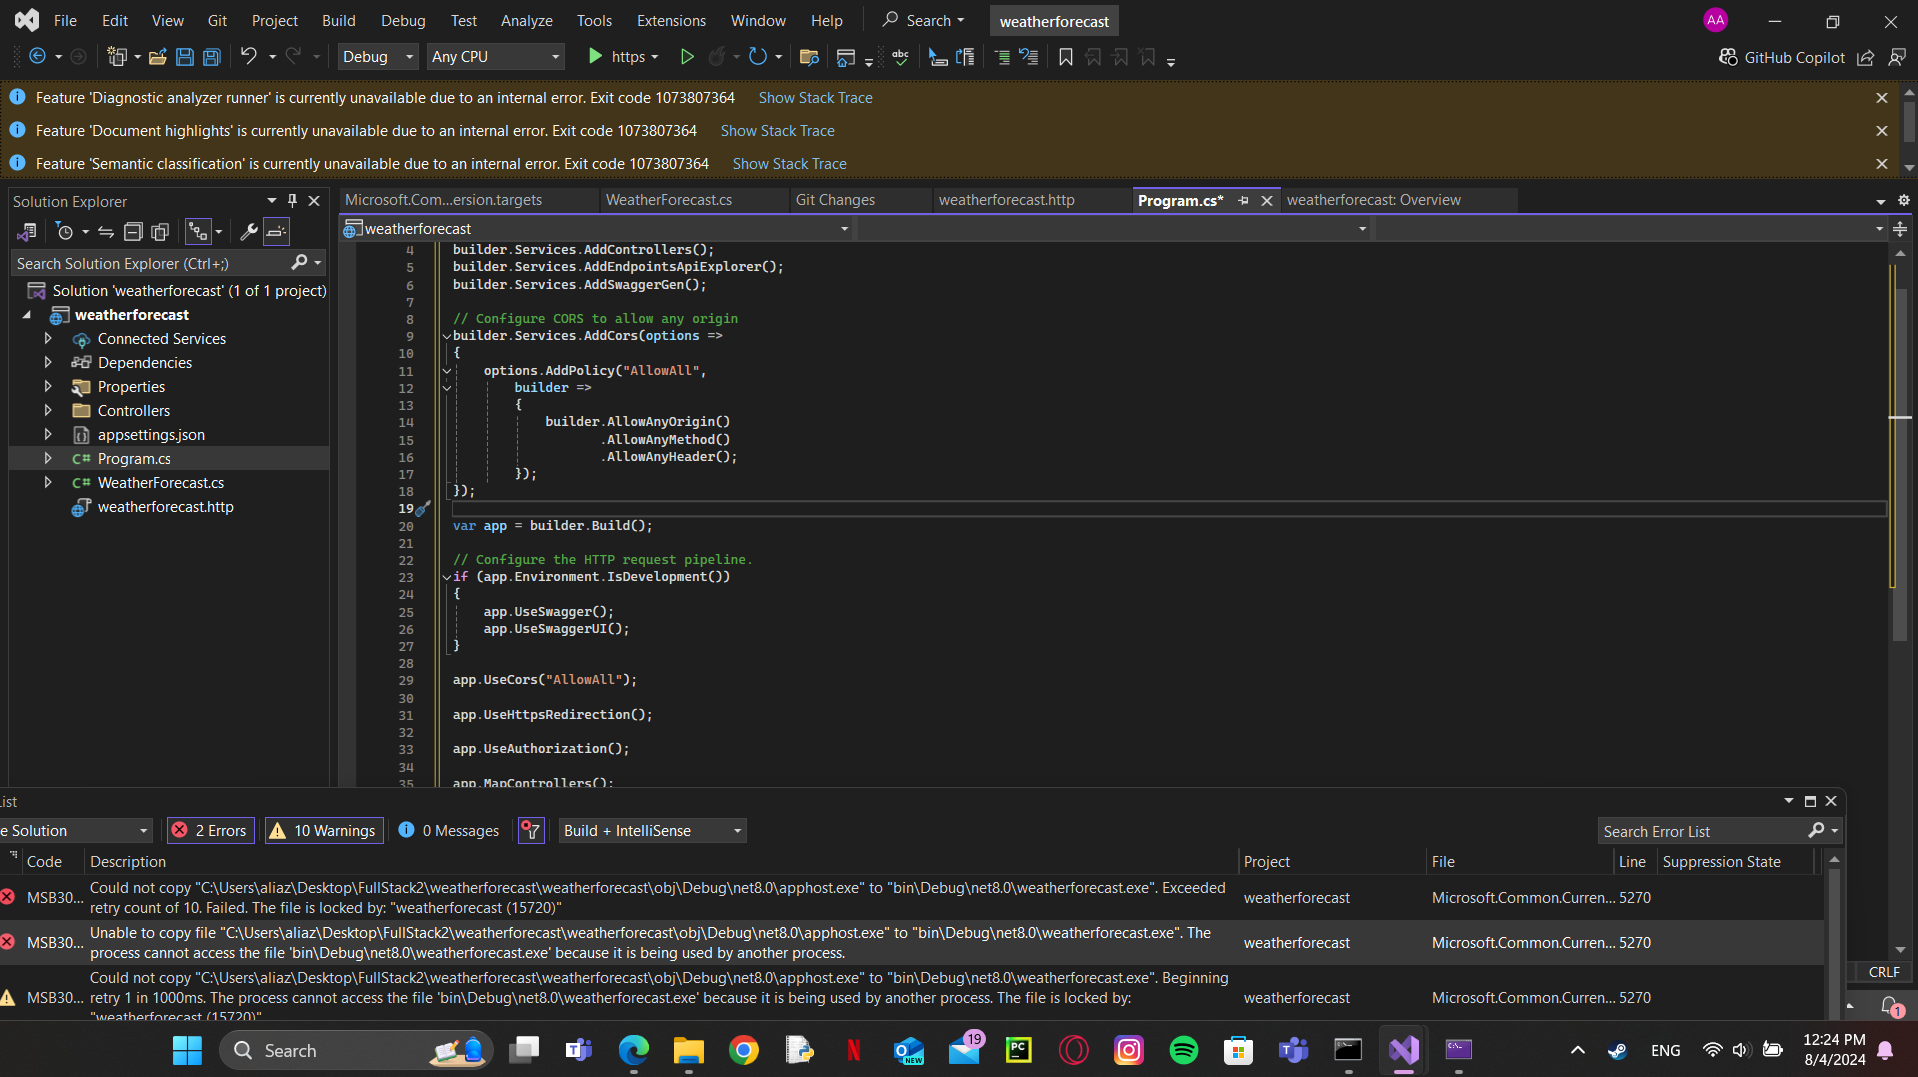 File Edit View Git Project Build Debug Test Analyze Tools Extensions Window Help Search weatherforecast AA
Debug Any CPU https GitHub Copilot
Feature 'Diagnostic analyzer runner' is currently unavailable due to an internal error. Exit code 1073807364 Show Stack Trace
Feature 'Document highlights' is currently unavailable due to an internal error. Exit code 1073807364 Show Stack Trace
Feature 'Semantic classification' is currently unavailable due to an internal error. Exit code 1073807364 Show Stack Trace
Solution Explorer
Search Solution Explorer (Ctrl+;)
Solution 'weatherforecast' (1 of 1 project)
weatherforecast
Connected Services
Dependencies
Properties
Controllers
appsettings.json
C# Program.cs
C# WeatherForecast.cs
weatherforecast.http
Microsoft.Com...ersion.targets WeatherForecast.cs Git Changes weatherforecast.http Program.cs* weatherforecast: Overview
weatherforecast
4 builder.Services.AddControllers();
5 builder.Services.AddEndpointsApiExplorer();
6 builder.Services.AddSwaggerGen();
7
8 // Configure CORS to allow any origin
9 builder.Services.AddCors(options =>
10 {
11 options.AddPolicy("AllowAll",
12 builder =>
13 {
14 builder.AllowAnyOrigin()
15 .AllowAnyMethod()
16 .AllowAnyHeader();
17 });
18 });
19
20 var app = builder.Build();
21
22 // Configure the HTTP request pipeline.
23 if (app.Environment.IsDevelopment())
24 {
25 app.UseSwagger();
26 app.UseSwaggerUI();
27 }
28
29 app.UseCors("AllowAll");
30
31 app.UseHttpsRedirection();
32
33 app.UseAuthorization();
34
35 app.MapControllers();
ist
e Solution 2 Errors 10 Warnings 0 Messages Build + IntelliSense Search Error List
Code Description Project File Line Suppression State
MSB30... Could not copy "C:\Users\aliaz\Desktop\FullStack2\weatherforecast\weatherforecast\obj\Debug\net8.0\apphost.exe" to "bin\Debug\net8.0\weatherforecast.exe". Exceeded
retry count of 10. Failed. The file is locked by: "weatherforecast (15720)" weatherforecast Microsoft.Common.Curren... 5270
MSB30... Unable to copy file "C:\Users\aliaz\Desktop\FullStack2\weatherforecast\weatherforecast\obj\Debug\net8.0\apphost.exe" to "bin\Debug\net8.0\weatherforecast.exe". The
process cannot access the file 'bin\Debug\net8.0\weatherforecast.exe' because it is being used by another process. weatherforecast Microsoft.Common.Curren... 5270
MSB30... Could not copy "C:\Users\aliaz\Desktop\FullStack2\weatherforecast\weatherforecast\obj\Debug\net8.0\apphost.exe" to "bin\Debug\net8.0\weatherforecast.exe". Beginning
retry 1 in 1000ms. The process cannot access the file 'bin\Debug\net8.0\weatherforecast.exe' because it is being used by another process. The file is locked by: weatherforecast Microsoft.Common.Curren... 5270
"weatherforecast (15720)"
CRLF
1
Search NEW 19 PC ENG 12:24 PM
8/4/2024